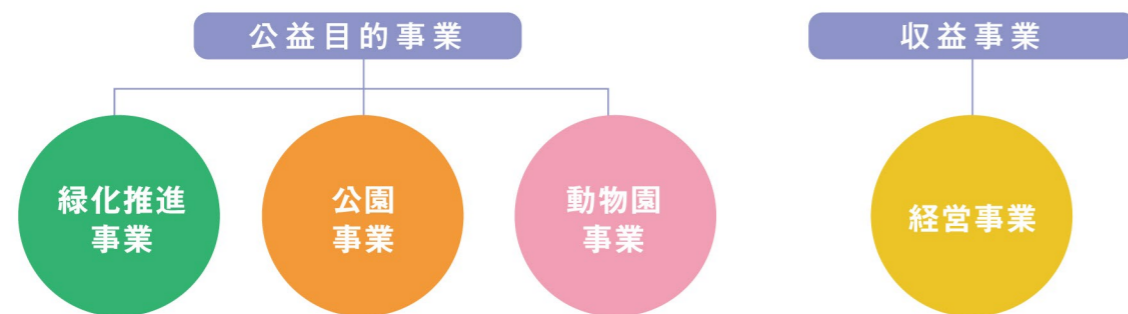 公益目的事業
収益事業
緑化推進
事業
公園
事業
動物園
事業
経営事業